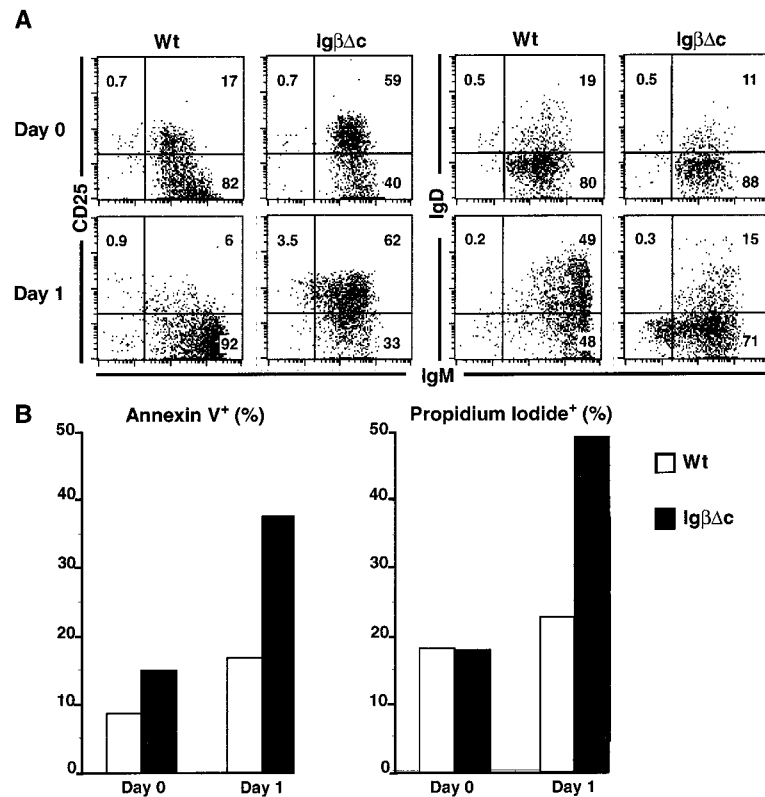 A
Wt
IgβΔc
Wt
IgβΔc
Day 0
0.7
17
82
0.7
59
40
0.5
19
80
0.5
11
88
CD25
IgD
Day 1
0.9
6
92
3.5
62
33
0.2
49
48
0.3
15
71
IgM
B
Annexin V+ (%)
50
40
30
20
10
0
Day 0
Day 1
Propidium Iodide+ (%)
50
40
30
20
10
0
Day 0
Day 1
Wt
IgβΔc